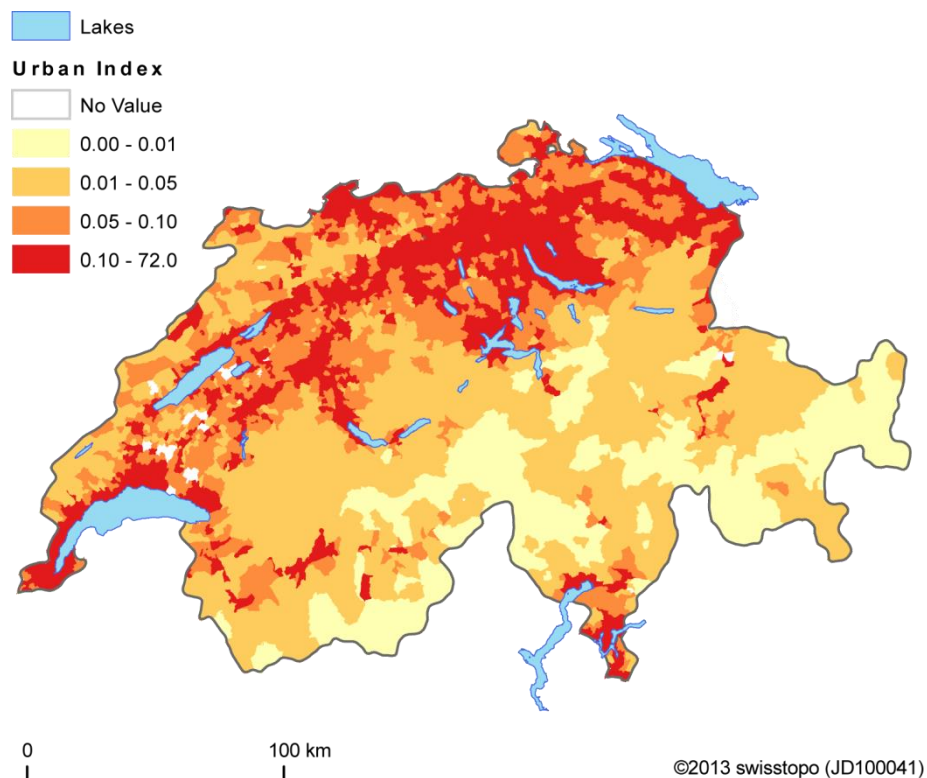 Lakes
Urban Index
No Value
0.00 - 0.01
0.01 - 0.05
0.05 - 0.10
0.10 - 72.0
0 100 km
©2013 swisstopo (JD100041)